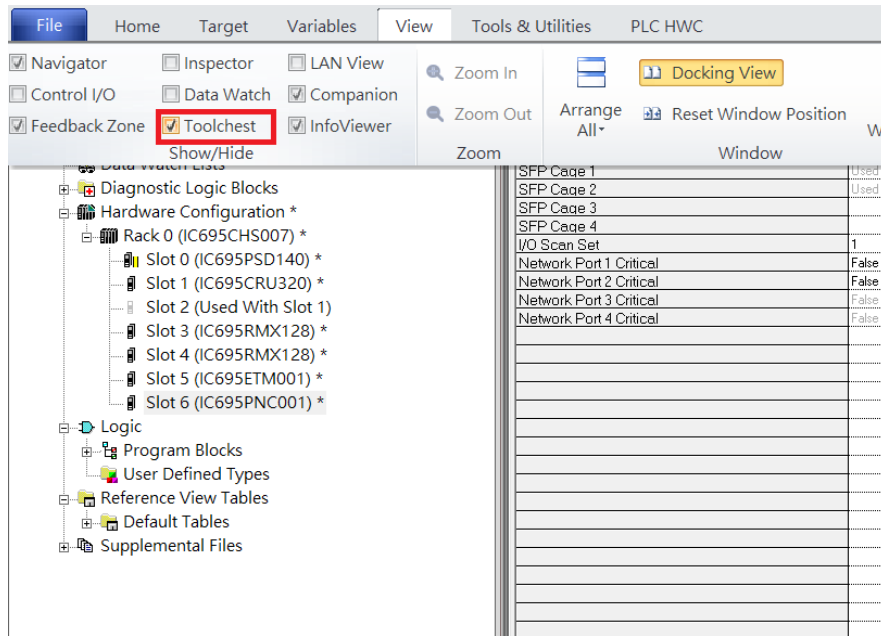 File Home Target Variables View Tools & Utilities PLC HWC
Navigator Inspector LAN View
Control I/O Data Watch Companion
Feedback Zone Toolchest InfoViewer
Show/Hide
Zoom In
Zoom Out
Zoom
Arrange
All
Docking View
Reset Window Position
Window
W
Data Watch Lists
Diagnostic Logic Blocks
Hardware Configuration *
Rack 0 (IC695CHS007) *
Slot 0 (IC695PSD140) *
Slot 1 (IC695CRU320) *
Slot 2 (Used With Slot 1)
Slot 3 (IC695RMX128) *
Slot 4 (IC695RMX128) *
Slot 5 (IC695ETM001) *
Slot 6 (IC695PNC001) *
Logic
Program Blocks
User Defined Types
Reference View Tables
Default Tables
Supplemental Files
SFP Cage 1 Used
SFP Cage 2 Used
SFP Cage 3
SFP Cage 4
I/O Scan Set 1
Network Port 1 Critical False
Network Port 2 Critical False
Network Port 3 Critical False
Network Port 4 Critical False